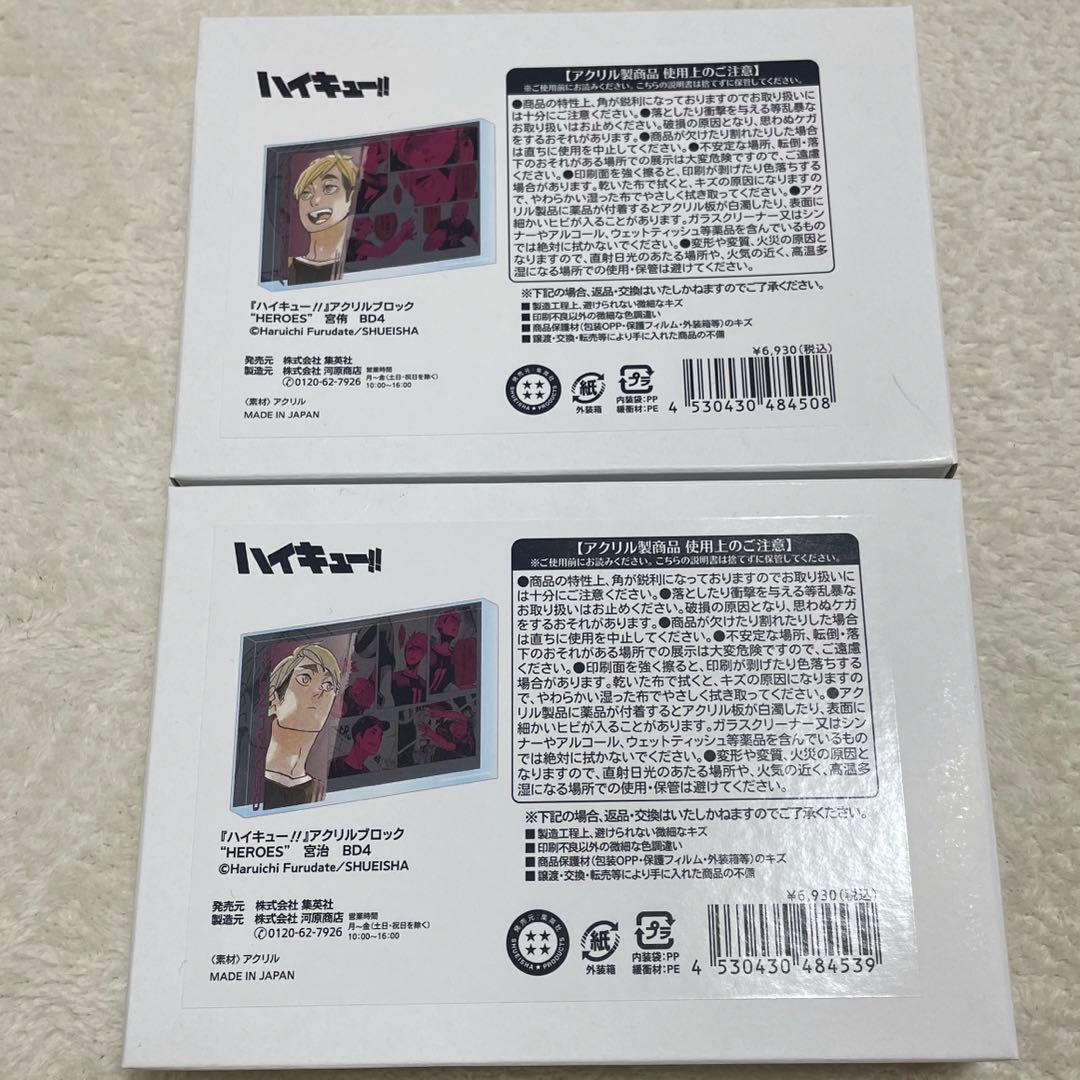 ハイキュー!!
【アクリル製商品 使用上のご注意】
※ご使用前にお読みください。こちらの説明書は捨てずに保管してください。
●商品の特性上、角が鋭利になっておりますのでお取り扱いに
は十分にご注意ください。●落としたり衝撃を与える等乱暴な
お取り扱いはお止めください。破損の原因となり、思わぬケガ
をするおそれがあります。●商品が欠けたり割れたりした場合
は直ちに使用を中止してください。●不安定な場所、転倒・落
下のおそれがある場所での展示は大変危険ですので、ご遠慮
ください。●印刷面を強く擦ると、印刷が剥げたり色落ちする
場合があります。乾いた布で拭くと、キズの原因になりますの
で、やわらかい湿った布でやさしく拭き取ってください。●アク
リル製品に薬品が付着するとアクリル板が白濁したり、表面に
細かいヒビが入ることがあります。ガラスクリーナー又はシン
ナーやアルコール、ウェットティッシュ等薬品を含んでいるもの
では絶対に拭かないでください。●変形や変質、火災の原因と
なりますので、直射日光のあたる場所や、火気の近く、高温多
湿になる場所での使用・保管は避けてください。
※下記の場合、返品・交換はいたしかねますのでご了承ください。
■製造工程上、避けられない微細なキズ
■印刷不良以外の微細な色調違い
■商品保護材(包装OPP・保護フィルム・外装箱等)のキズ
■譲渡・交換・転売等により手に入れた商品の不備
『ハイキュー!!』アクリルブロック
“HEROES” 宮侑 BD4
©Haruichi Furudate/SHUEISHA
発売元 株式会社 集英社
製造元 株式会社 河原商店 営業時間
0120-62-7926 月〜金(土日・祝日を除く) 10:00〜16:00
〈素材〉アクリル
MADE IN JAPAN
発売元:集英社
SHUEISHA★PRODUCTS
紙
外装箱
プラ
内装袋:PP
緩衝材:PE
¥6,930(税込)
4 530430 484508
ハイキュー!!
【アクリル製商品 使用上のご注意】
※ご使用前にお読みください。こちらの説明書は捨てずに保管してください。
●商品の特性上、角が鋭利になっておりますのでお取り扱いに
は十分にご注意ください。●落としたり衝撃を与える等乱暴な
お取り扱いはお止めください。破損の原因となり、思わぬケガ
をするおそれがあります。●商品が欠けたり割れたりした場合
は直ちに使用を中止してください。●不安定な場所、転倒・落
下のおそれがある場所での展示は大変危険ですので、ご遠慮
ください。●印刷面を強く擦ると、印刷が剥げたり色落ちする
場合があります。乾いた布で拭くと、キズの原因になりますの
で、やわらかい湿った布でやさしく拭き取ってください。●アク
リル製品に薬品が付着するとアクリル板が白濁したり、表面に
細かいヒビが入ることがあります。ガラスクリーナー又はシン
ナーやアルコール、ウェットティッシュ等薬品を含んでいるもの
では絶対に拭かないでください。●変形や変質、火災の原因と
なりますので、直射日光のあたる場所や、火気の近く、高温多
湿になる場所での使用・保管は避けてください。
※下記の場合、返品・交換はいたしかねますのでご了承ください。
■製造工程上、避けられない微細なキズ
■印刷不良以外の微細な色調違い
■商品保護材(包装OPP・保護フィルム・外装箱等)のキズ
■譲渡・交換・転売等により手に入れた商品の不備
『ハイキュー!!』アクリルブロック
“HEROES” 宮治 BD4
©Haruichi Furudate/SHUEISHA
発売元 株式会社 集英社
製造元 株式会社 河原商店 営業時間
0120-62-7926 月〜金(土日・祝日を除く) 10:00〜16:00
〈素材〉アクリル
MADE IN JAPAN
発売元:集英社
SHUEISHA★PRODUCTS
紙
外装箱
プラ
内装袋:PP
緩衝材:PE
¥6,930(税込)
4 530430 484539